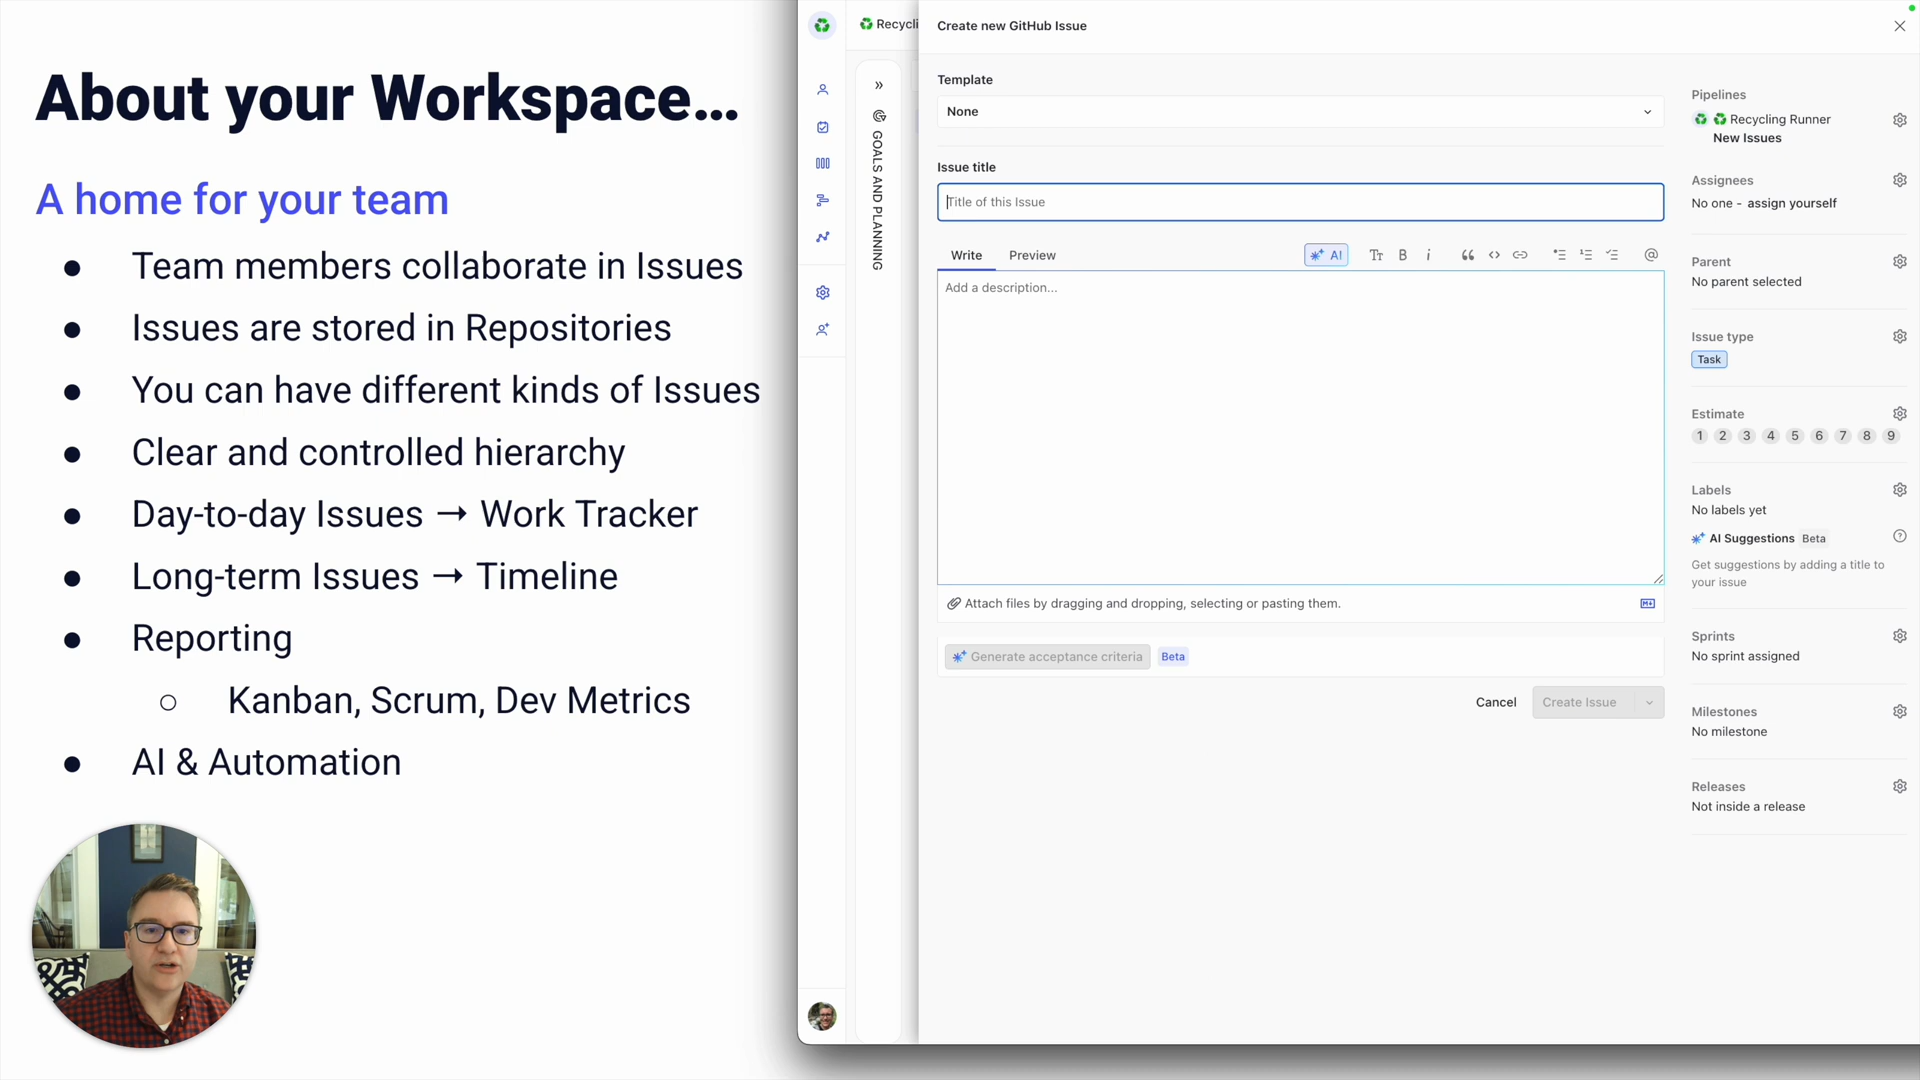 About your Workspace...
A home for your team
● Team members collaborate in Issues
● Issues are stored in Repositories
● You can have different kinds of Issues
● Clear and controlled hierarchy
● Day-to-day Issues → Work Tracker
● Long-term Issues → Timeline
● Reporting
○ Kanban, Scrum, Dev Metrics
● AI & Automation
Recycli
GOALS AND PLANNING
Create new GitHub Issue
Template
None
Issue title
Title of this Issue
Write Preview AI
Add a description...
Attach files by dragging and dropping, selecting or pasting them.
Generate acceptance criteria Beta
Cancel Create Issue
Pipelines
Recycling Runner
New Issues
Assignees
No one - assign yourself
Parent
No parent selected
Issue type
Task
Estimate
1 2 3 4 5 6 7 8 9
Labels
No labels yet
AI Suggestions Beta
Get suggestions by adding a title to
your issue
Sprints
No sprint assigned
Milestones
No milestone
Releases
Not inside a release